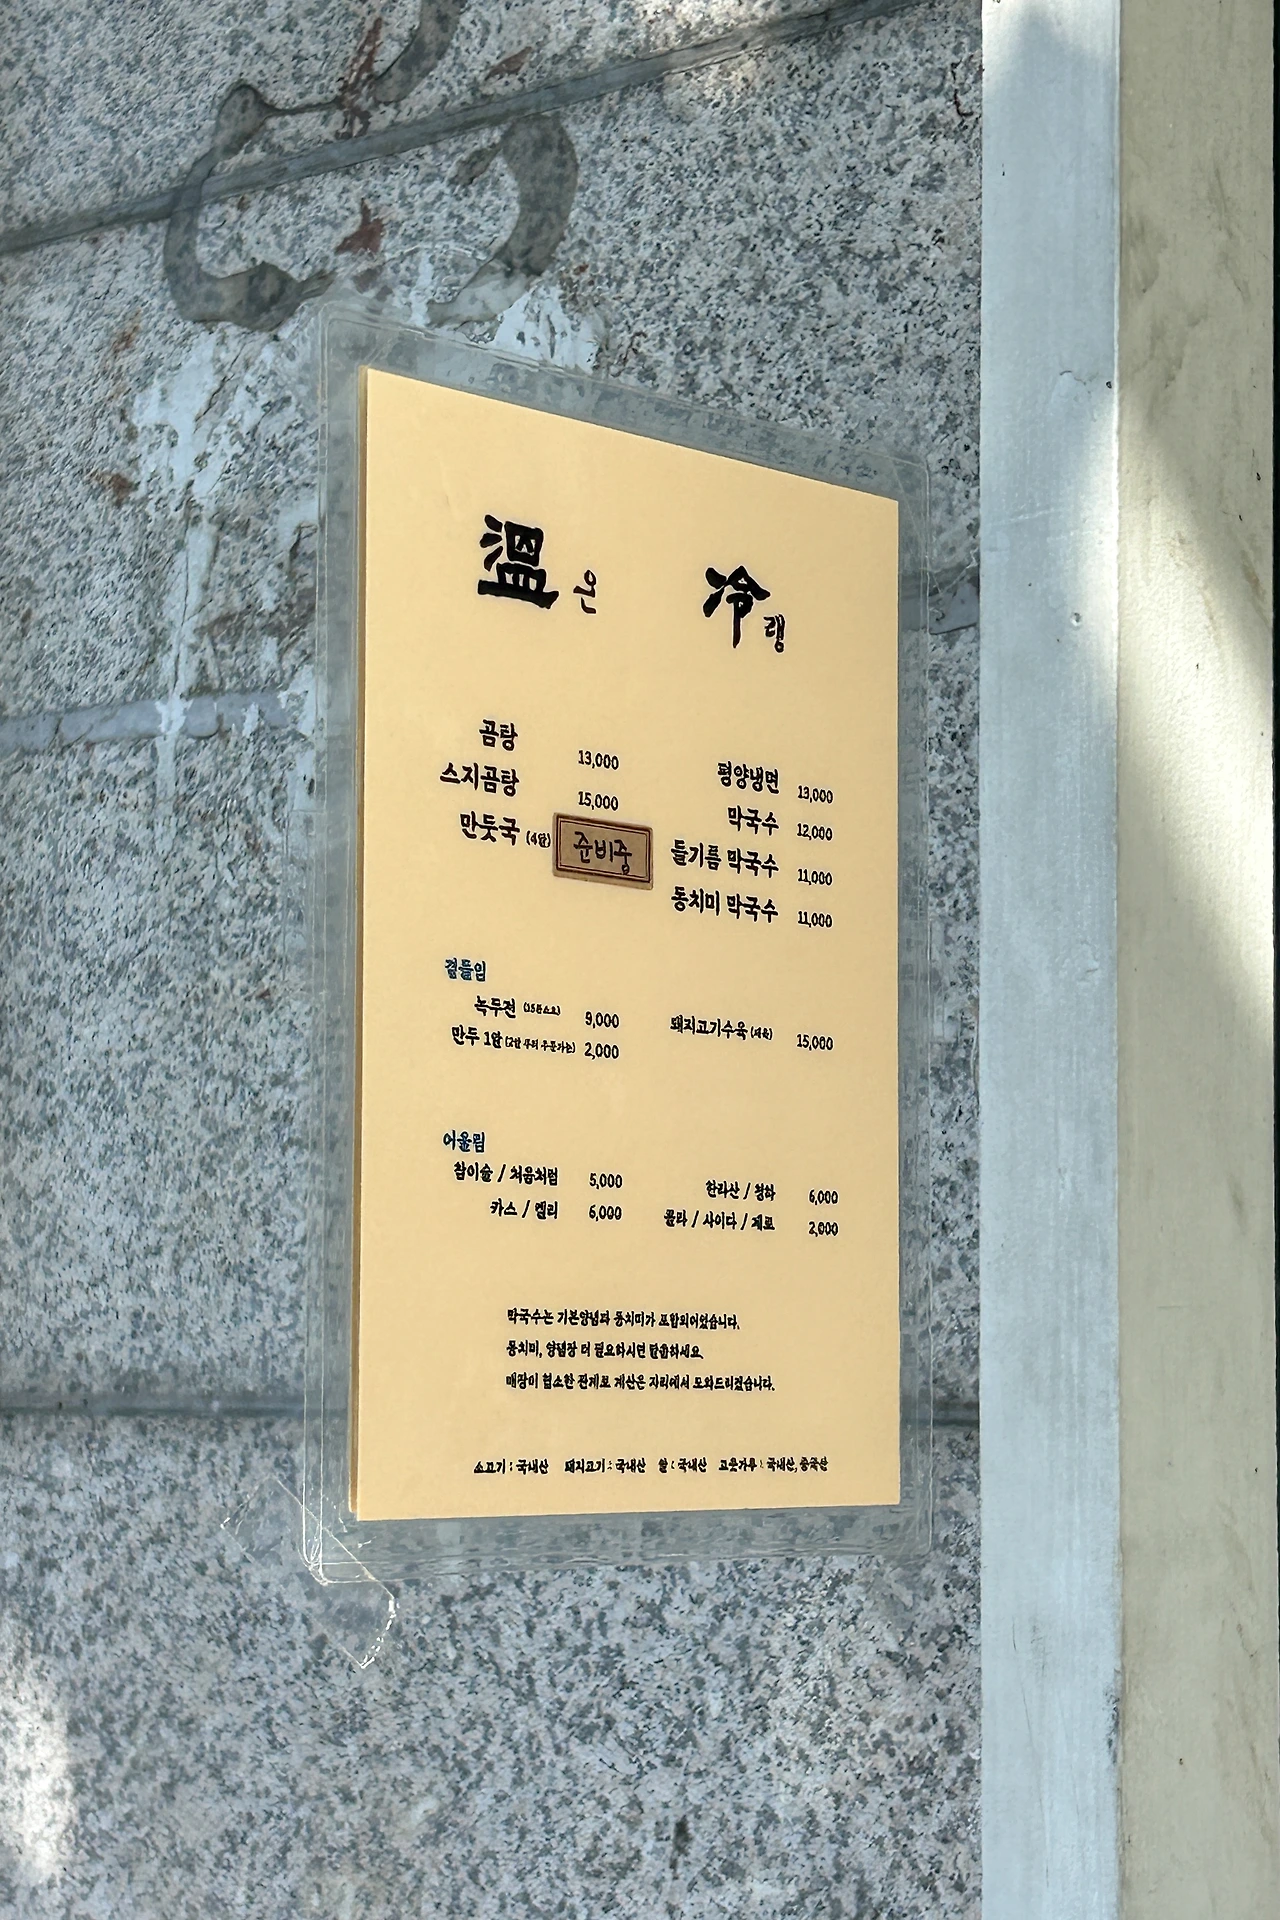 溫온
곰탕 13,000
스지곰탕 15,000
만둣국 (4알) 준비중
冷랭
평양냉면 13,000
막국수 12,000
들기름 막국수 11,000
동치미 막국수 11,000
곁들임
녹두전 9,000
만두 1알 (2알 부터 주문가능) 2,000
돼지고기수육 15,000
어울림
참이슬 / 처음처럼 5,000
카스 / 켈리 6,000
한라산 / 청하 6,000
콜라 / 사이다 / 제로 2,000
막국수는 기본양념과 동치미가 포함되어있습니다.
동치미, 양념장 더 필요하시면 말씀하세요.
매장이 협소한 관계로 계산은 자리에서 도와드리겠습니다.
소고기 : 국내산 돼지고기 : 국내산 쌀 : 국내산 고춧가루 : 국내산, 중국산